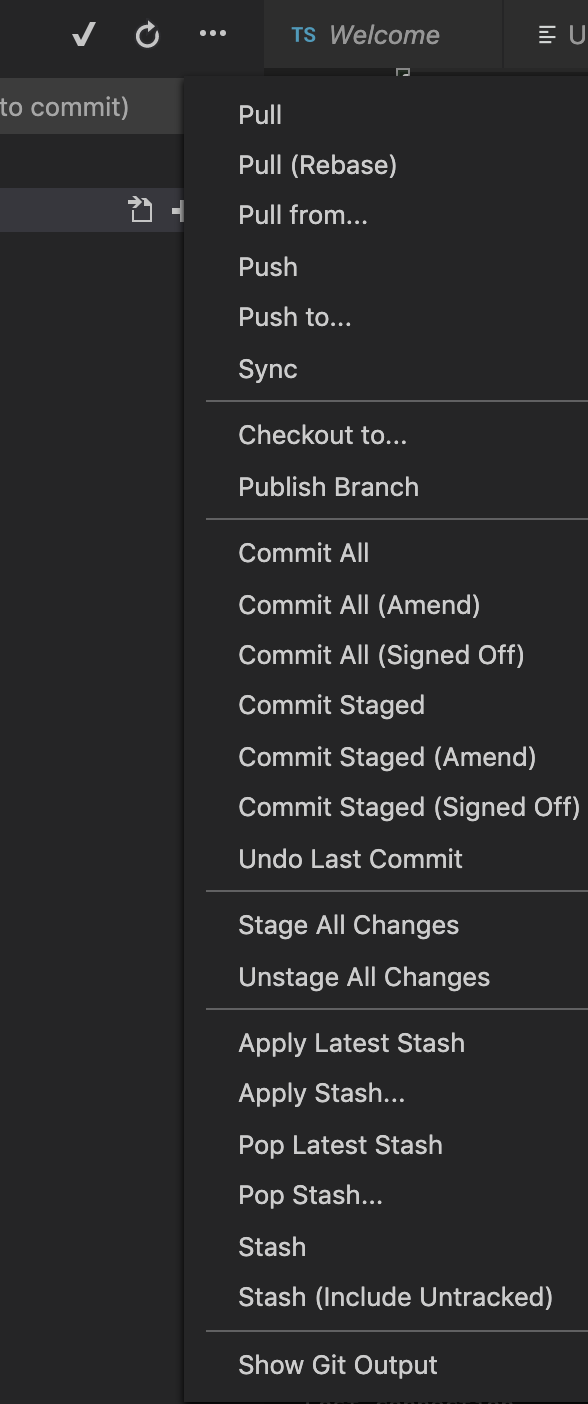 TS Welcome
U
to commit)
Pull
Pull (Rebase)
Pull from...
Push
Push to...
Sync
Checkout to...
Publish Branch
Commit All
Commit All (Amend)
Commit All (Signed Off)
Commit Staged
Commit Staged (Amend)
Commit Staged (Signed Off)
Undo Last Commit
Stage All Changes
Unstage All Changes
Apply Latest Stash
Apply Stash...
Pop Latest Stash
Pop Stash...
Stash
Stash (Include Untracked)
Show Git Output